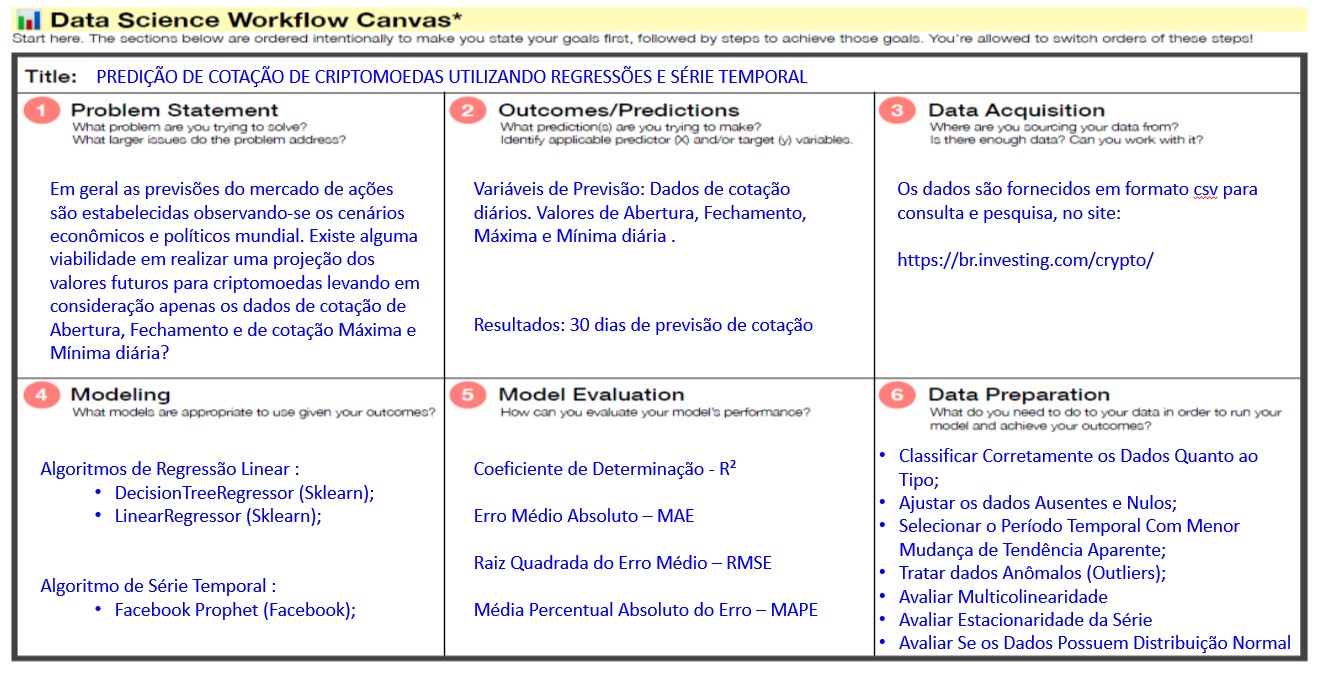 Data Science Workflow Canvas*
Start here. The sections below are ordered intentionally to make you state your goals first, followed by steps to achieve those goals. You're allowed to switch orders of these steps!
Title: PREDIÇÃO DE COTAÇÃO DE CRIPTOMOEDAS UTILIZANDO REGRESSÕES E SÉRIE TEMPORAL
1 Problem Statement
What problem are you trying to solve?
What larger issues do the problem address?
Em geral as previsões do mercado de ações
são estabelecidas observando-se os cenários
econômicos e políticos mundial. Existe alguma
viabilidade em realizar uma projeção dos
valores futuros para criptomoedas levando em
consideração apenas os dados de cotação de
Abertura, Fechamento e de cotação Máxima e
Mínima diária?
2 Outcomes/Predictions
What prediction(s) are you trying to make?
Identify applicable predictor (X) and/or target (y) variables.
Variáveis de Previsão: Dados de cotação
diários. Valores de Abertura, Fechamento,
Máxima e Mínima diária .
Resultados: 30 dias de previsão de cotação
3 Data Acquisition
Where are you sourcing your data from?
Is there enough data? Can you work with it?
Os dados são fornecidos em formato csv para
consulta e pesquisa, no site:
https://br.investing.com/crypto/
4 Modeling
What models are appropriate to use given your outcomes?
Algoritmos de Regressão Linear :
• DecisionTreeRegressor (Sklearn);
• LinearRegressor (Sklearn);
Algoritmo de Série Temporal :
• Facebook Prophet (Facebook);
5 Model Evaluation
How can you evaluate your model's performance?
Coeficiente de Determinação - R²
Erro Médio Absoluto – MAE
Raiz Quadrada do Erro Médio – RMSE
Média Percentual Absoluto do Erro – MAPE
6 Data Preparation
What do you need to do to your data in order to run your
model and achieve your outcomes?
• Classificar Corretamente os Dados Quanto ao
Tipo;
• Ajustar os dados Ausentes e Nulos;
• Selecionar o Período Temporal Com Menor
Mudança de Tendência Aparente;
• Tratar dados Anômalos (Outliers);
• Avaliar Multicolinearidade
• Avaliar Estacionaridade da Série
• Avaliar Se os Dados Possuem Distribuição Normal